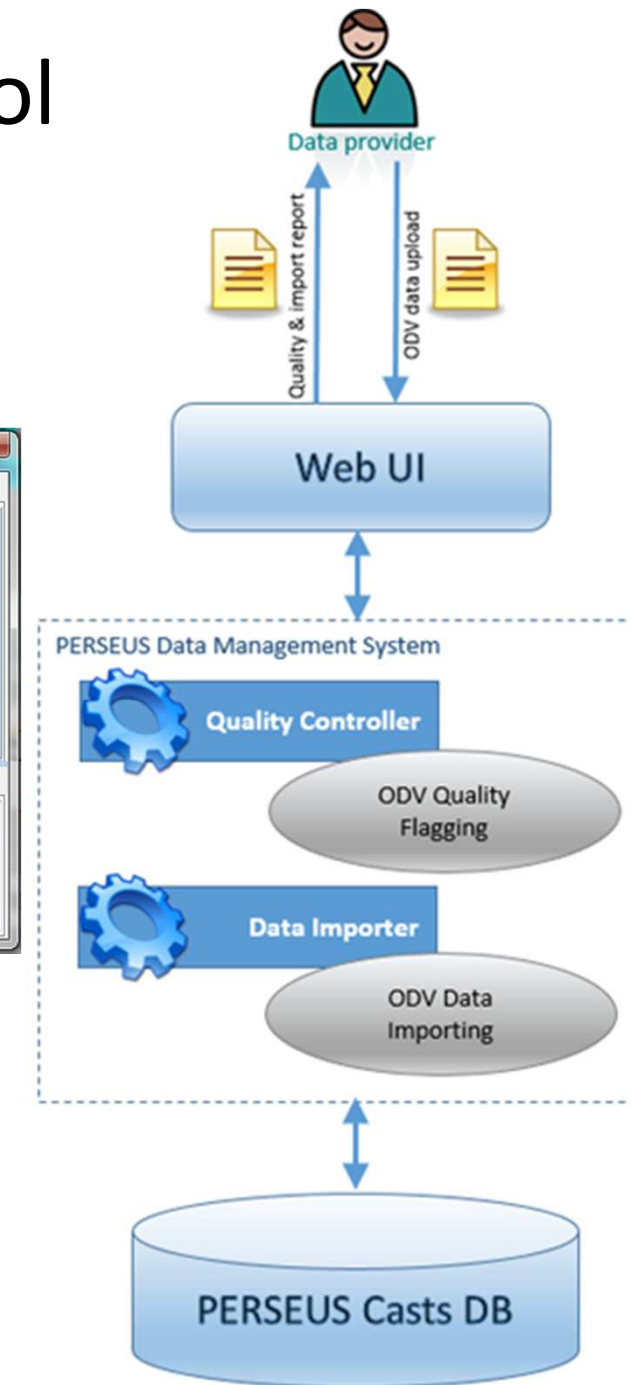 ol
Data provider
Quality & import report
ODV data upload
Web UI
PERSEUS Data Management System
Quality Controller
ODV Quality
Flagging
Data Importer
ODV Data
Importing
PERSEUS Casts DB